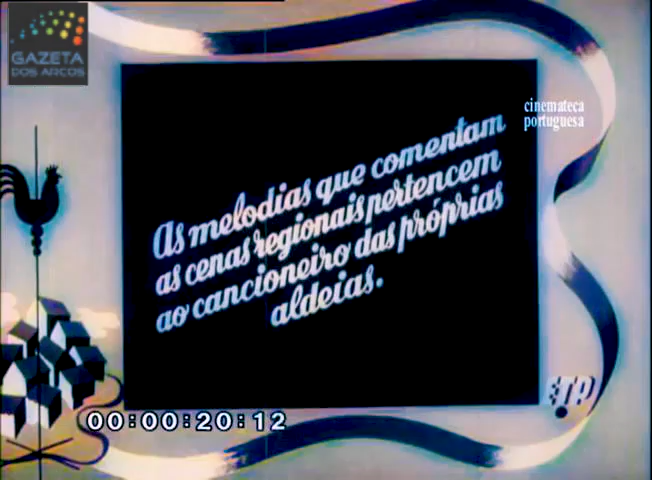 GAZETA
DOS ARCOS
cinemateca
portuguesa
As melodias que comentam
as cenas regionais pertencem
ao cancioneiro das próprias
aldeias.
00:00:20:12